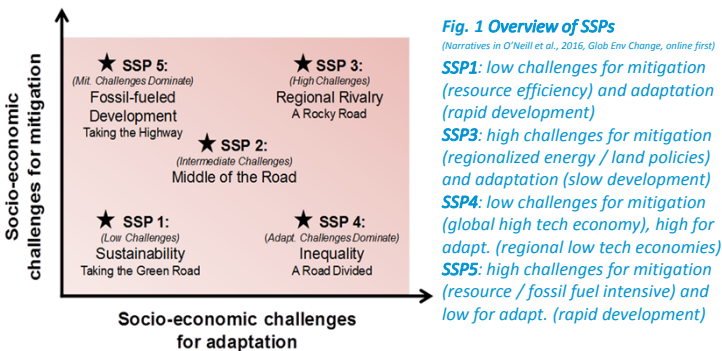 Socio-economic
challenges for mitigation
★ SSP 5:
(Mit. Challenges Dominate)
Fossil-fueled
Development
Taking the Highway
★ SSP 3:
(High Challenges)
Regional Rivalry
A Rocky Road
★ SSP 2:
(Intermediate Challenges)
Middle of the Road
★ SSP 1:
(Low Challenges)
Sustainability
Taking the Green Road
★ SSP 4:
(Adapt. Challenges Dominate)
Inequality
A Road Divided
Socio-economic challenges
for adaptation
Fig. 1 Overview of SSPs
(Narratives in O’Neill et al., 2016, Glob Env Change, online first)
SSP1: low challenges for mitigation
(resource efficiency) and adaptation
(rapid development)
SSP3: high challenges for mitigation
(regionalized energy / land policies)
and adaptation (slow development)
SSP4: low challenges for mitigation
(global high tech economy), high for
adapt. (regional low tech economies)
SSP5: high challenges for mitigation
(resource / fossil fuel intensive) and
low for adapt. (rapid development)